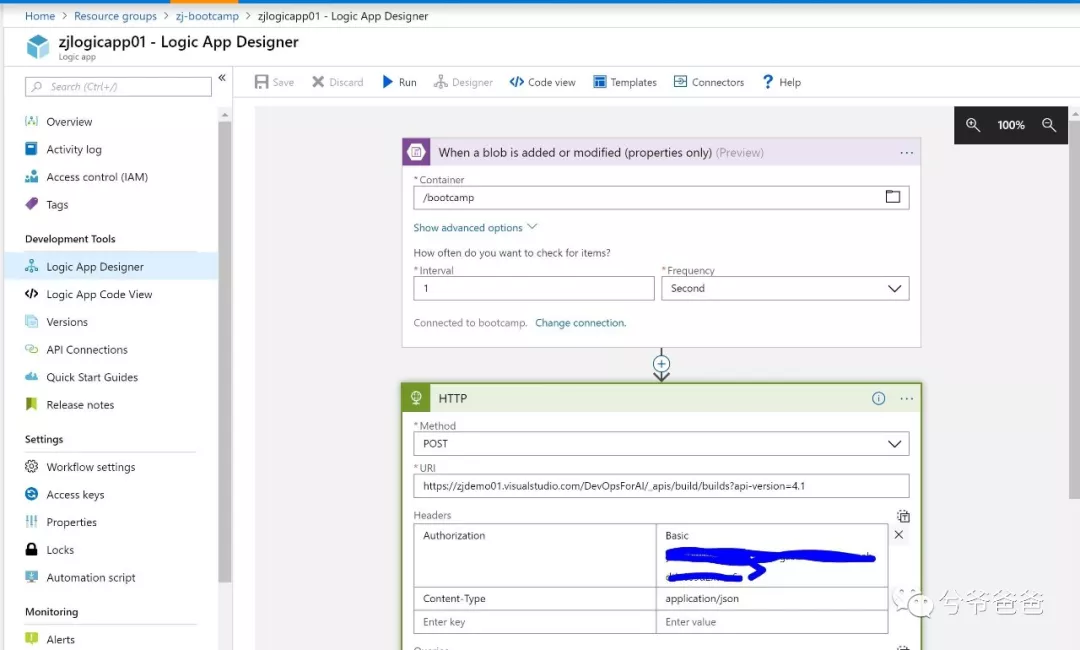 Home > Resource groups > zj-bootcamp > zjlogicapp01 - Logic App Designer
zjlogicapp01 - Logic App Designer
Logic app
Search (Ctrl+/)
«
Overview
Activity log
Access control (IAM)
Tags
Development Tools
Logic App Designer
Logic App Code View
Versions
API Connections
Quick Start Guides
Release notes
Settings
Workflow settings
Access keys
Properties
Locks
Automation script
Monitoring
Alerts
Save Discard Run Designer Code view Templates Connectors Help
100%
When a blob is added or modified (properties only) (Preview) ...
* Container
/bootcamp
Show advanced options
How often do you want to check for items?
* Interval * Frequency
1 Second
Connected to bootcamp. Change connection.
HTTP ...
* Method
POST
* URI
https://zjdemo01.visualstudio.com/DevOpsForAI/_apis/build/builds?api-version=4.1
Headers
Authorization Basic
Content-Type application/json
Enter key Enter value
兮爷爸爸